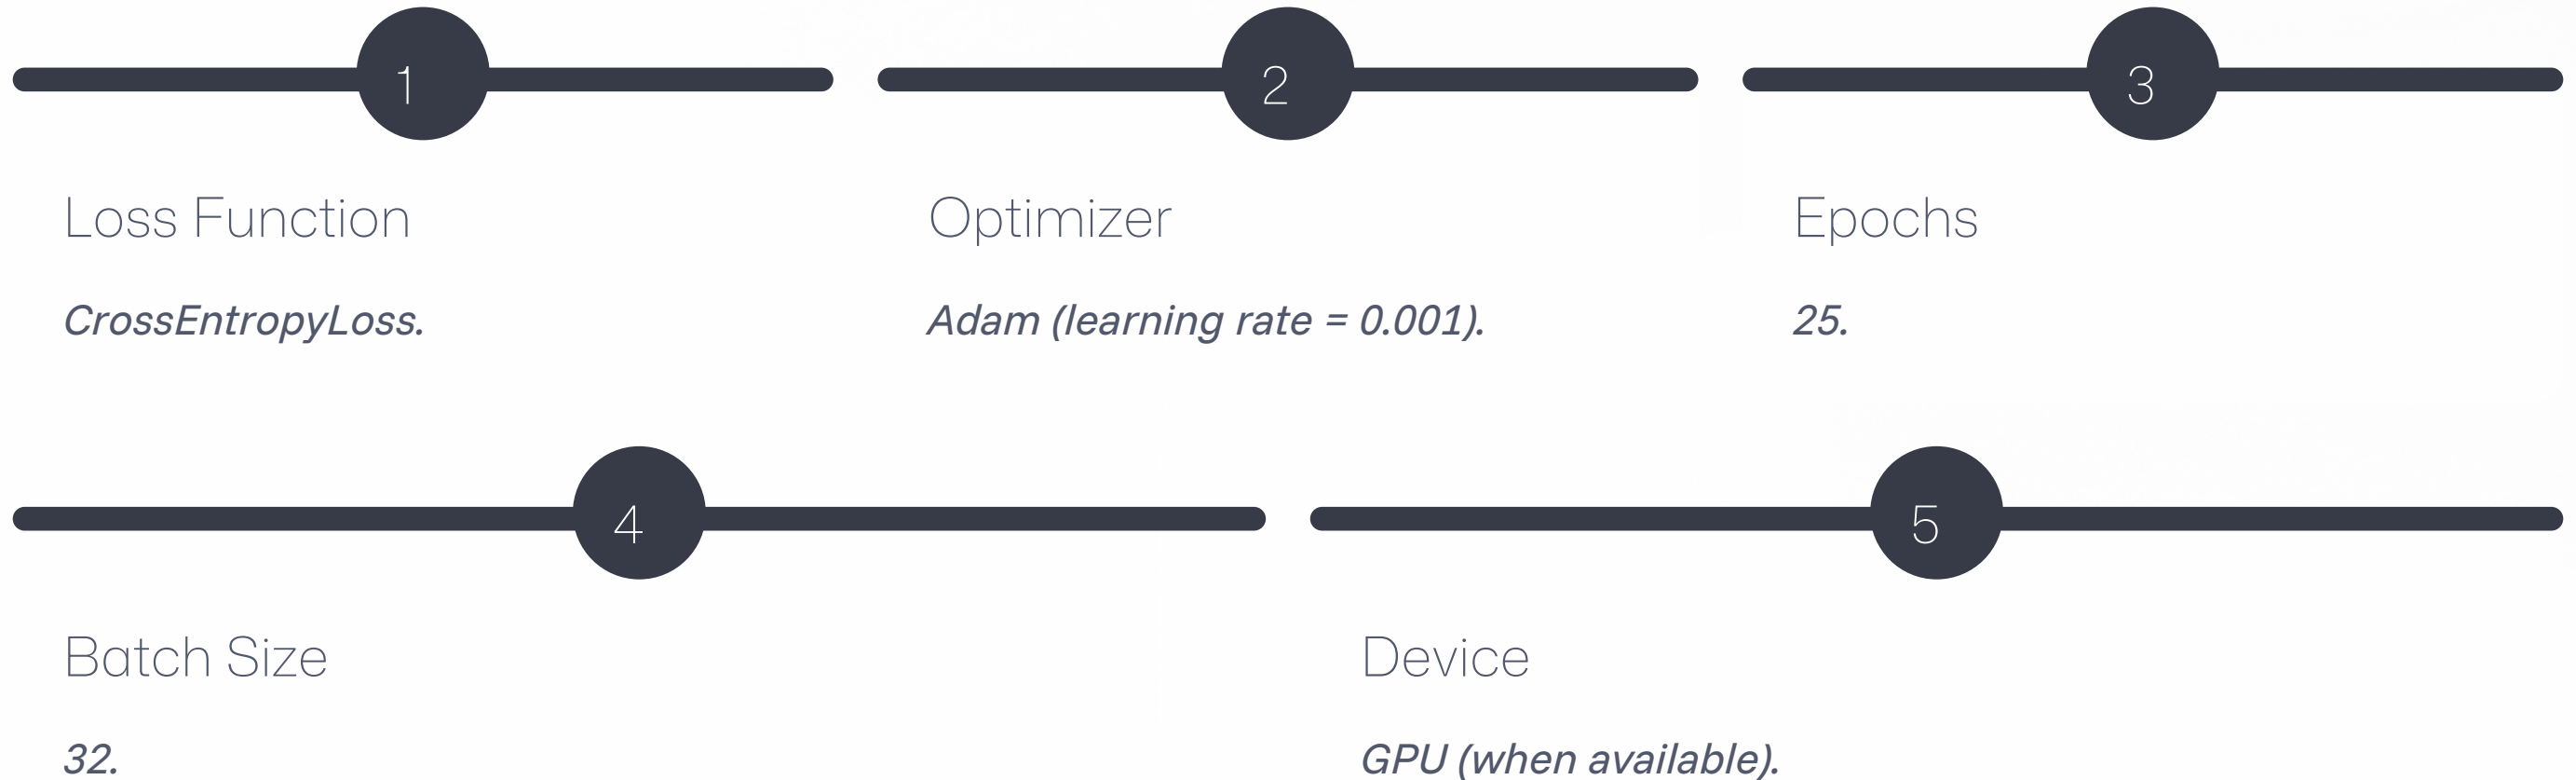 1
2
3
Loss Function
Optimizer
Epochs
CrossEntropyLoss.
Adam (learning rate = 0.001).
25.
4
5
Batch Size
Device
32.
GPU (when available).